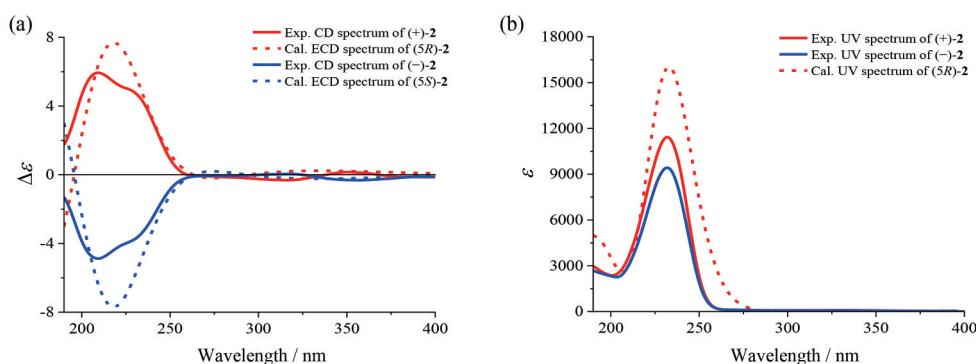 (a)
Exp. CD spectrum of (+)-2
Cal. ECD spectrum of (5R)-2
Exp. CD spectrum of (−)-2
Cal. ECD spectrum of (5S)-2
8
4
0
-4
-8
Δε
200 250 300 350 400
Wavelength / nm
(b)
Exp. UV spectrum of (+)-2
Exp. UV spectrum of (−)-2
Cal. UV spectrum of (5R)-2
18000
15000
12000
9000
6000
3000
0
ε
200 250 300 350 400
Wavelength / nm